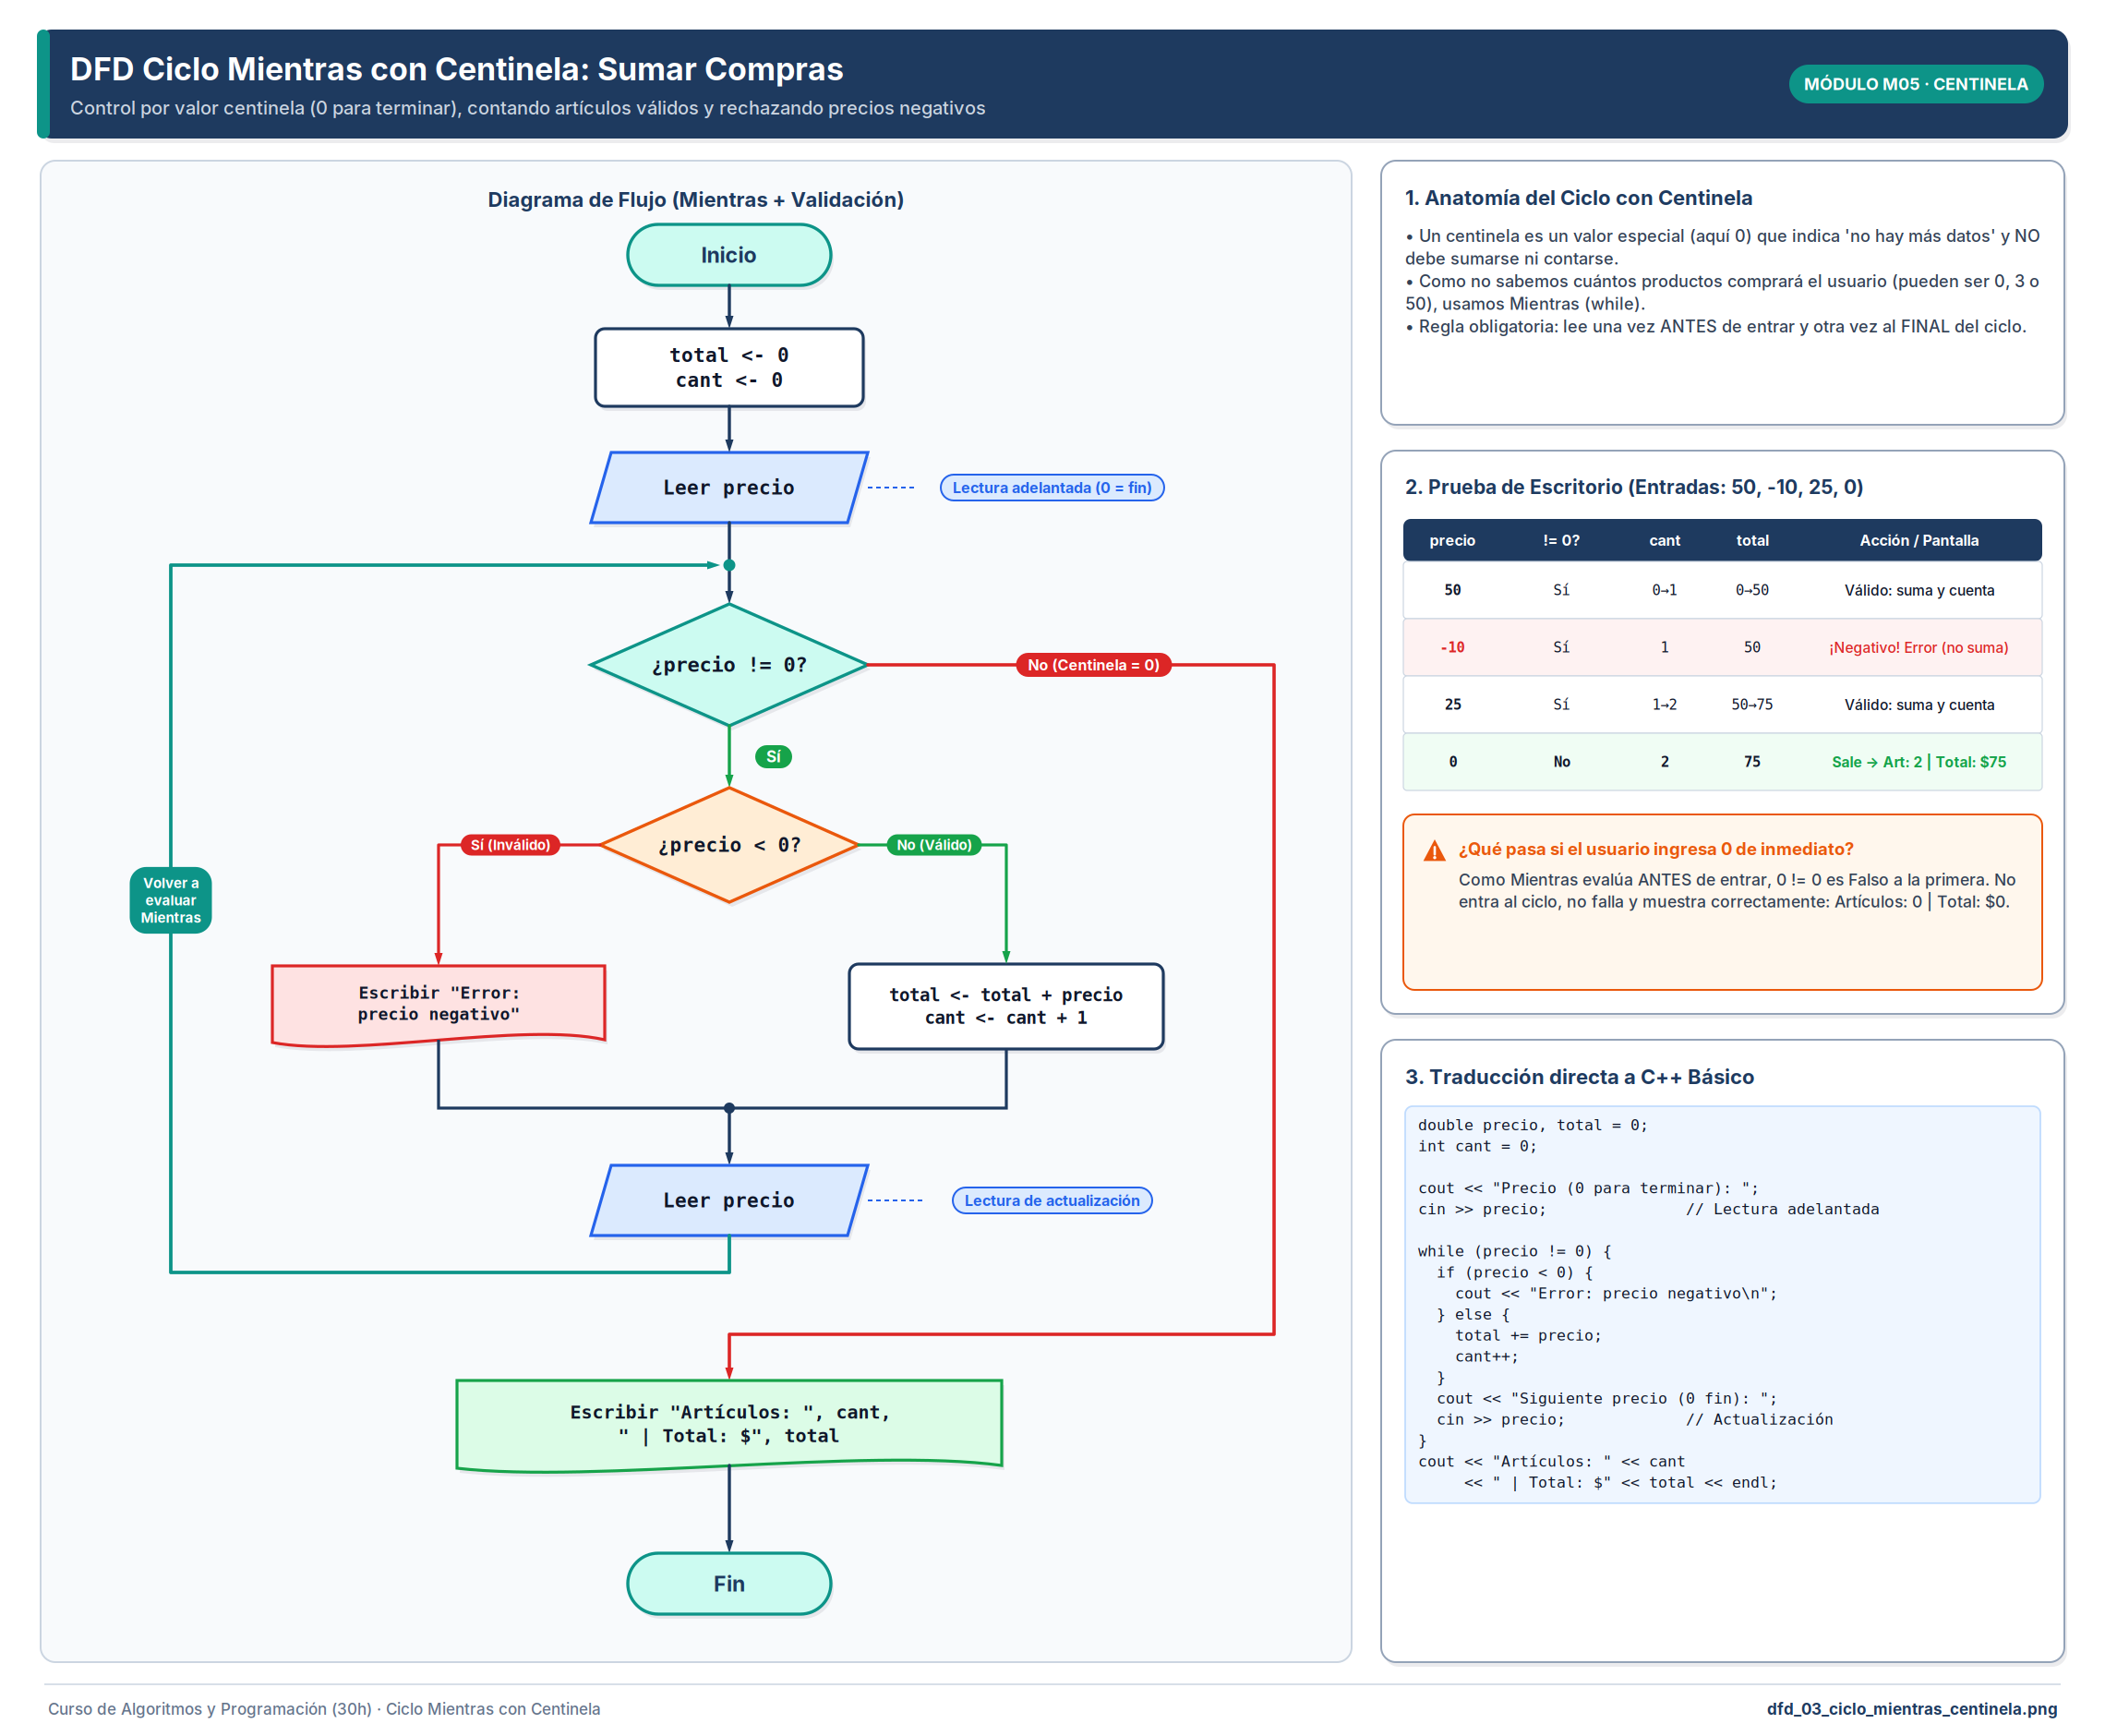 DFD Ciclo Mientras con Centinela: Sumar Compras
Control por valor centinela (0 para terminar), contando artículos válidos y rechazando precios negativos
MÓDULO M05 · CENTINELA
Diagrama de Flujo (Mientras + Validación)
Inicio
total <- 0
cant <- 0
Leer precio
Lectura adelantada (0 = fin)
¿precio != 0?
No (Centinela = 0)
Sí
¿precio < 0?
Sí (Inválido)
No (Válido)
Volver a
evaluar
Mientras
Escribir "Error:
precio negativo"
total <- total + precio
cant <- cant + 1
Leer precio
Lectura de actualización
Escribir "Artículos: ", cant,
" | Total: $", total
Fin
1. Anatomía del Ciclo con Centinela
• Un centinela es un valor especial (aquí 0) que indica 'no hay más datos' y NO
debe sumarse ni contarse.
• Como no sabemos cuántos productos comprará el usuario (pueden ser 0, 3 o
50), usamos Mientras (while).
• Regla obligatoria: lee una vez ANTES de entrar y otra vez al FINAL del ciclo.
2. Prueba de Escritorio (Entradas: 50, -10, 25, 0)
precio != 0? cant total Acción / Pantalla
50 Sí 0→1 0→50 Válido: suma y cuenta
-10 Sí 1 50 ¡Negativo! Error (no suma)
25 Sí 1→2 50→75 Válido: suma y cuenta
0 No 2 75 Sale → Art: 2 | Total: $75
¿Qué pasa si el usuario ingresa 0 de inmediato?
Como Mientras evalúa ANTES de entrar, 0 != 0 es Falso a la primera. No
entra al ciclo, no falla y muestra correctamente: Artículos: 0 | Total: $0.
3. Traducción directa a C++ Básico
double precio, total = 0;
int cant = 0;
cout << "Precio (0 para terminar): ";
cin >> precio; // Lectura adelantada
while (precio != 0) {
if (precio < 0) {
cout << "Error: precio negativo\n";
} else {
total += precio;
cant++;
}
cout << "Siguiente precio (0 fin): ";
cin >> precio; // Actualización
}
cout << "Artículos: " << cant
<< " | Total: $" << total << endl;
Curso de Algoritmos y Programación (30h) · Ciclo Mientras con Centinela
dfd_03_ciclo_mientras_centinela.png